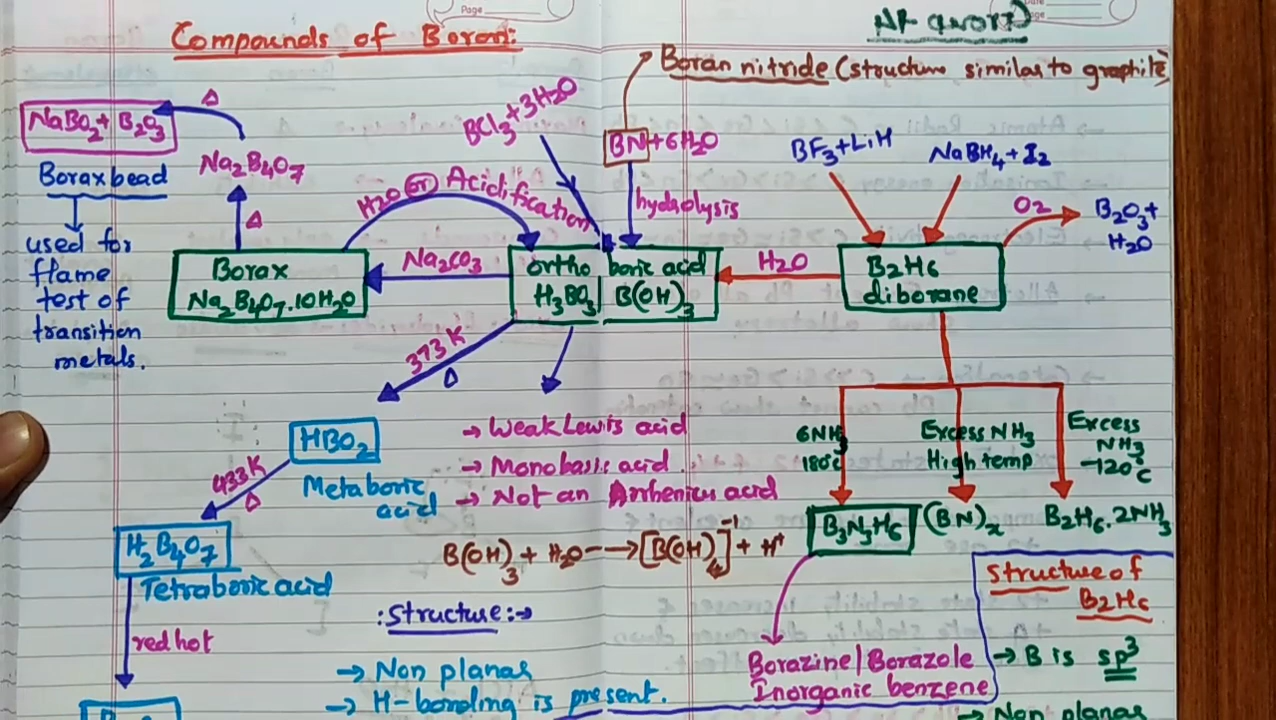 Page
Compounds of Boron:
Boran nitride (structure similar to graphite)
NaBO2 + B2O3
Δ
BCl3 + 3H2O
BN + 6H2O
BF3 + LiH
NaBH4 + I2
Borax bead
Na2B4O7
H2O (or) Acidification
hydrolysis
O2
B2O3 +
H2O
used for
flame
test of
transition
metals.
Δ
Borax
Na2B4O7.10H2O
Na2CO3
ortho boric acid
H3BO3 | B(OH)3
H2O
B2H6
diborane
373 K
Δ
HBO2
Metaboric
acid
433 K
Δ
→ Weak Lewis acid
→ Monobasic acid
→ Not an Arrhenius acid
6NH3
180°C
Excess NH3
High temp
Excess
NH3
-120°C
B3N3H6
(BN)x
B2H6.2NH3
H2B4O7
Tetraboric acid
B(OH)3 + H2O → [B(OH)4]-1 + H+
red hot
:Structure:→
→ Non planar
→ H-bonding is present.
Borazine/Borazole
Inorganic benzene
Structure of
B2H6
→ B is sp3
→ Non planar